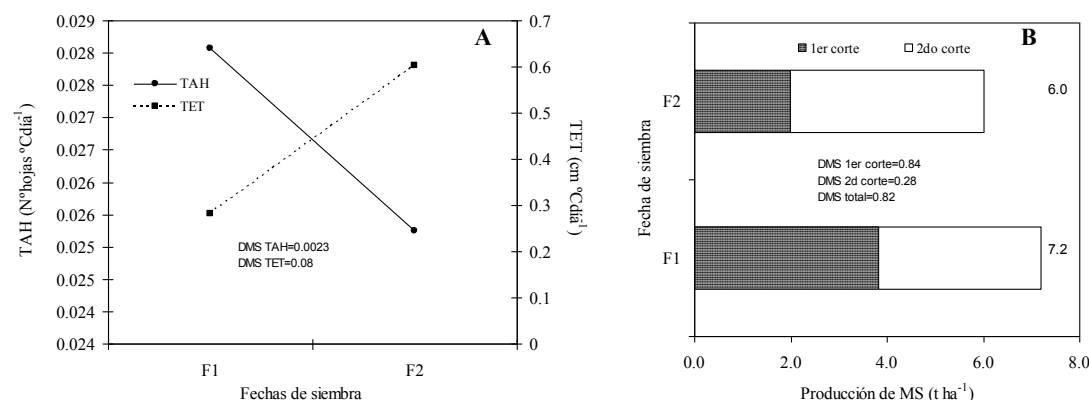 A
TAH (Nºhojas ºCdía⁻¹)
0.029
0.028
0.028
0.027
0.027
0.026
0.026
0.025
0.025
0.024
0.024
TAH
TET
DMS TAH=0.0023
DMS TET=0.08
0.7
0.6
0.5
0.4
0.3
0.2
0.1
0
TET (cm ºCdía⁻¹)
F1
F2
Fechas de siembra
B
1er corte
2do corte
Fecha de siembra
F2
6.0
DMS 1er corte=0.84
DMS 2d corte=0.28
DMS total=0.82
F1
7.2
0.0
2.0
4.0
6.0
8.0
Producción de MS (t ha⁻¹)